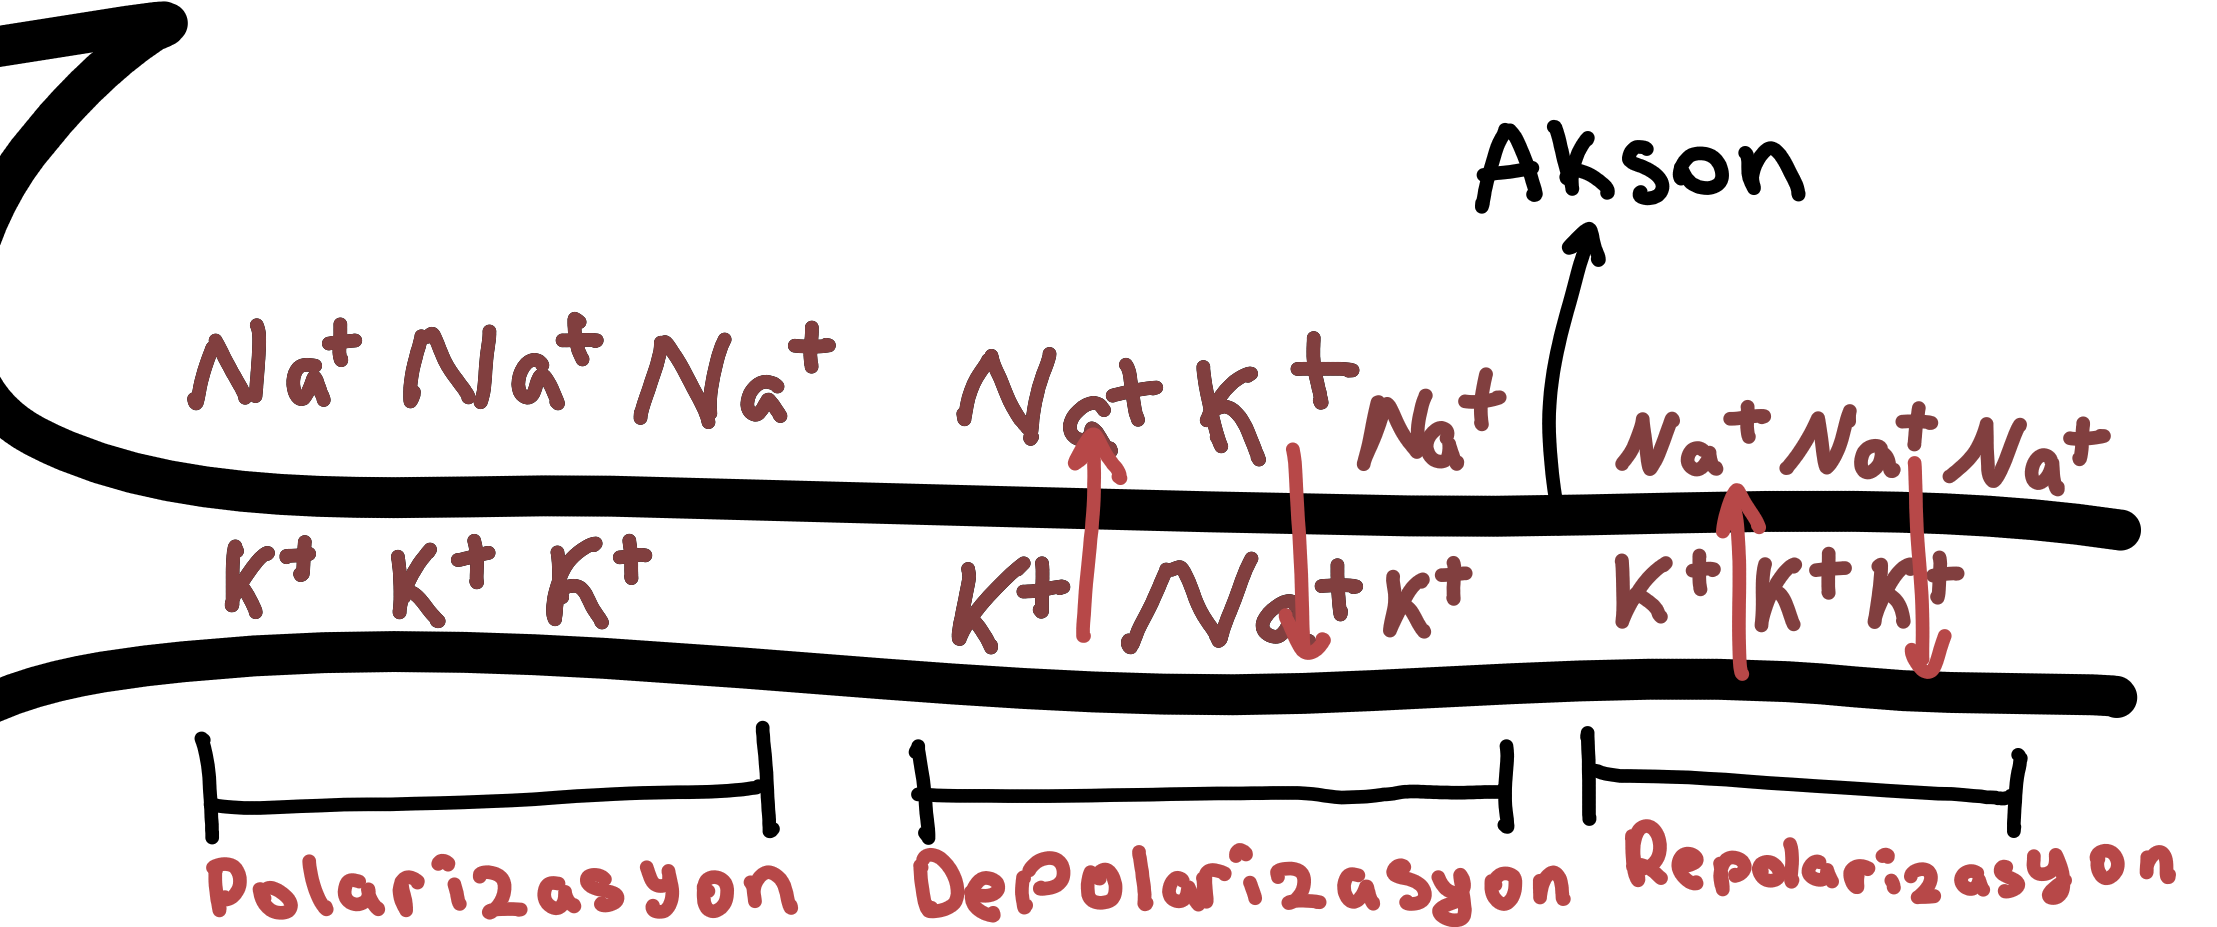 Akson
Na⁺ Na⁺ Na⁺ Na⁺ K⁺ Na⁺ Na⁺ Na⁺ Na⁺
K⁺ K⁺ K⁺ K⁺ Na⁺ K⁺ K⁺ K⁺ K⁺
Polarizasyon Depolarizasyon Repolarizasyon